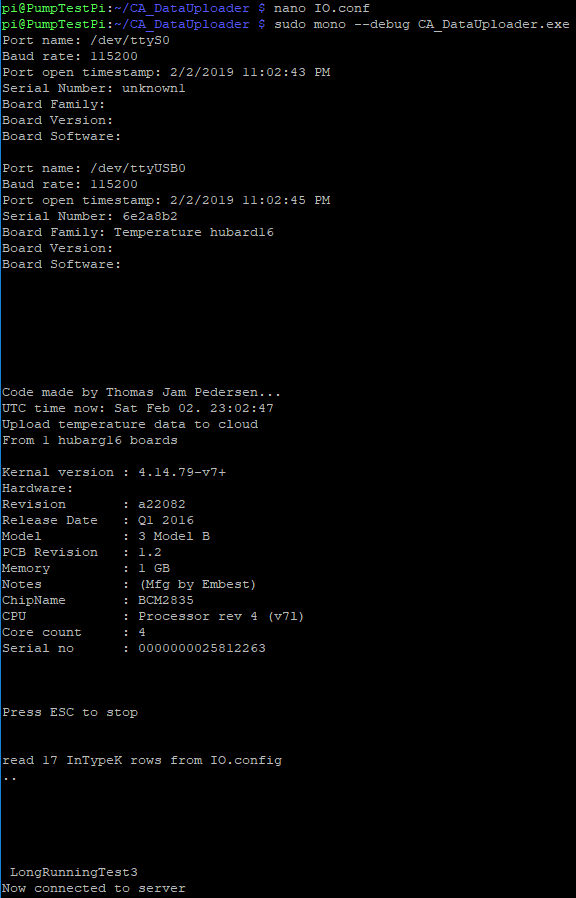 pi@PumpTestPi:~/CA_DataUploader $ nano IO.conf
pi@PumpTestPi:~/CA_DataUploader $ sudo mono --debug CA_DataUploader.exe
Port name: /dev/ttyS0
Baud rate: 115200
Port open timestamp: 2/2/2019 11:02:43 PM
Serial Number: unknown1
Board Family:
Board Version:
Board Software:
Port name: /dev/ttyUSB0
Baud rate: 115200
Port open timestamp: 2/2/2019 11:02:45 PM
Serial Number: 6e2a8b2
Board Family: Temperature hubard16
Board Version:
Board Software:
Code made by Thomas Jam Pedersen...
UTC time now: Sat Feb 02. 23:02:47
Upload temperature data to cloud
From 1 hubarg16 boards
Kernal version : 4.14.79-v7+
Hardware:
Revision : a22082
Release Date : Q1 2016
Model : 3 Model B
PCB Revision : 1.2
Memory : 1 GB
Notes : (Mfg by Embest)
ChipName : BCM2835
CPU : Processor rev 4 (v7l)
Core count : 4
Serial no : 0000000025812263
Press ESC to stop
read 17 InTypeK rows from IO.config
..
LongRunningTest3
Now connected to server